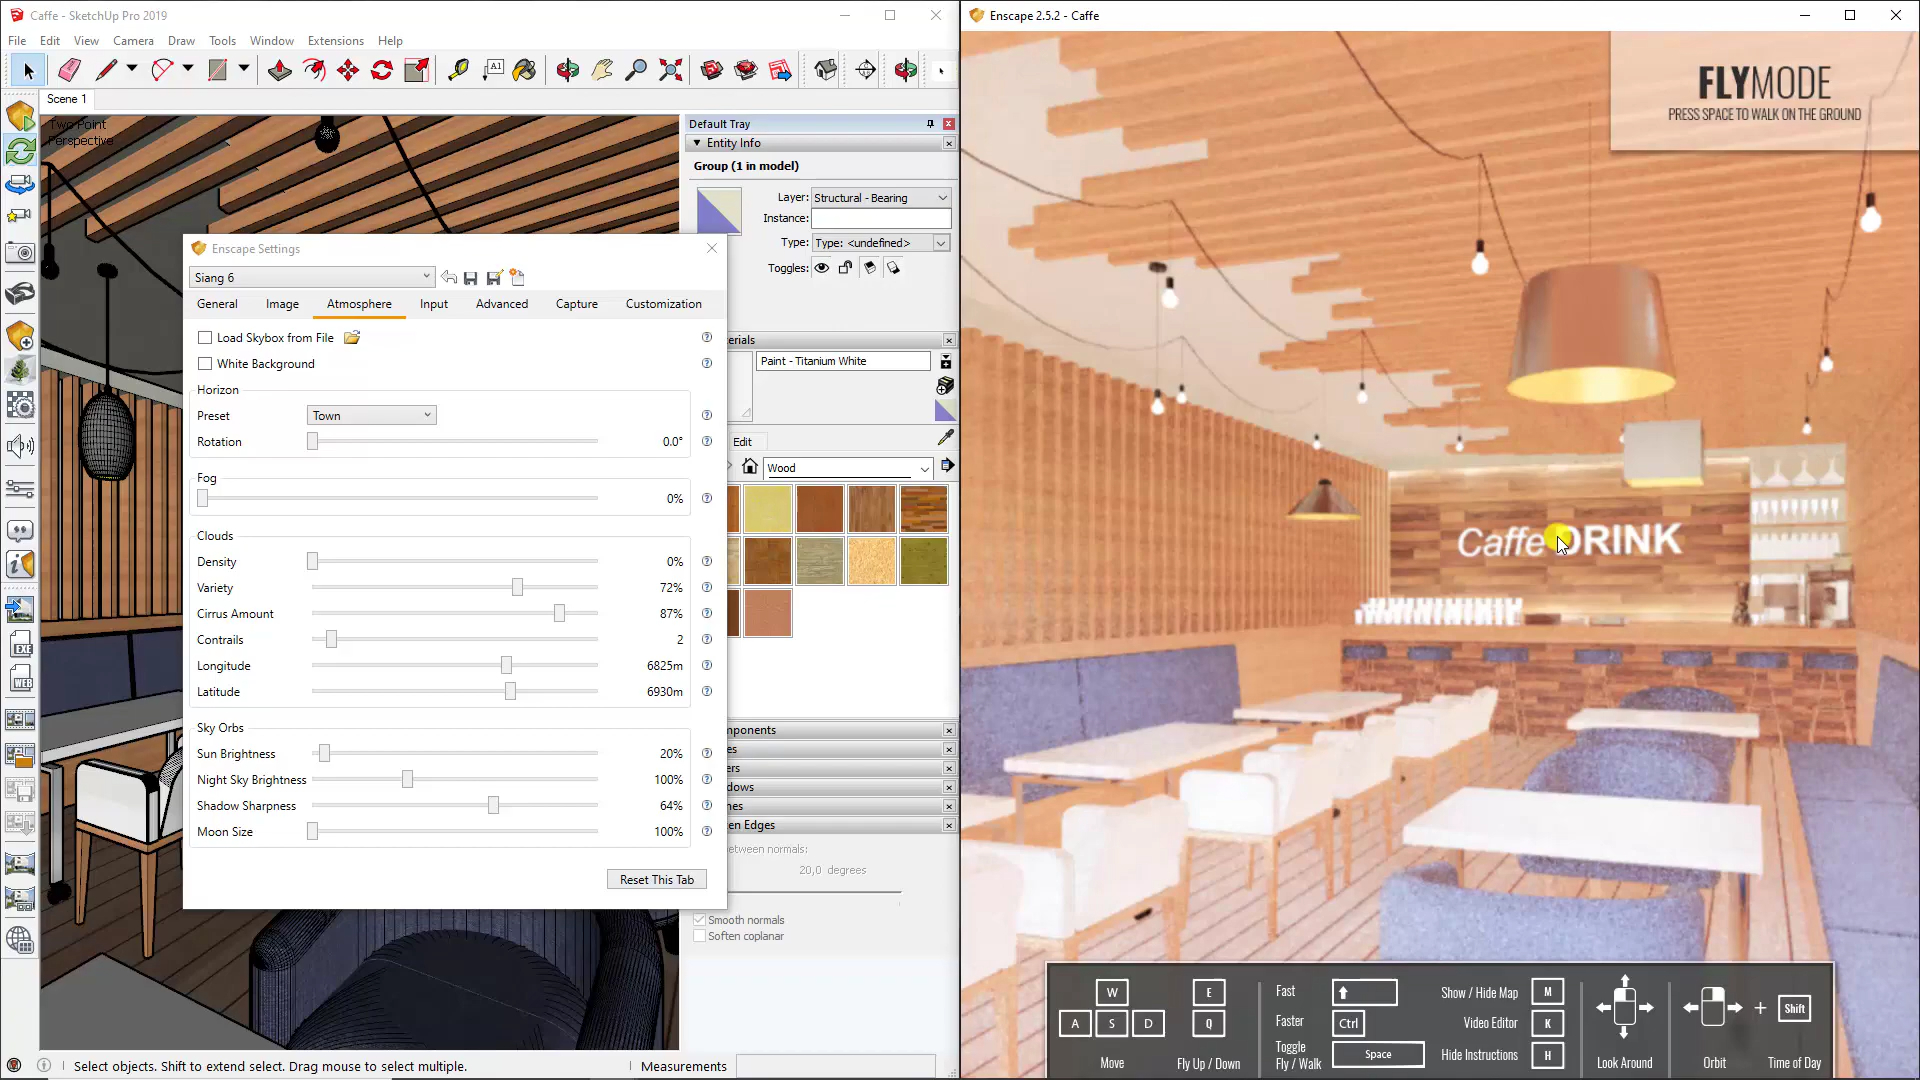 Caffe - SketchUp Pro 2019
File Edit View Camera Draw Tools Window Extensions Help
A1
Scene 1
Two Point
Perspective
EXE
WEB
Enscape Settings
Siang 6
General Image Atmosphere Input Advanced Capture Customization
Load Skybox from File
White Background
Horizon
Preset Town
Rotation 0.0°
Fog
0%
Clouds
Density 0%
Variety 72%
Cirrus Amount 87%
Contrails 2
Longitude 6825m
Latitude 6930m
Sky Orbs
Sun Brightness 20%
Night Sky Brightness 100%
Shadow Sharpness 64%
Moon Size 100%
Reset This Tab
Default Tray
Entity Info
Group (1 in model)
Layer: Structural - Bearing
Instance:
Type: Type: <undefined>
Toggles:
erials
Paint - Titanium White
Edit
Wood
mponents
es
ers
dows
nes
en Edges
between normals:
20,0 degrees
Smooth normals
Soften coplanar
Select objects. Shift to extend select. Drag mouse to select multiple.
Measurements
Enscape 2.5.2 - Caffe
FLYMODE
PRESS SPACE TO WALK ON THE GROUND
Caffe DRINK
W
A S D
Move
E
Q
Fly Up / Down
Fast
Faster Ctrl
Toggle
Fly / Walk Space
Show / Hide Map M
Video Editor K
Hide Instructions H
Look Around
Orbit
+ Shift
Time of Day